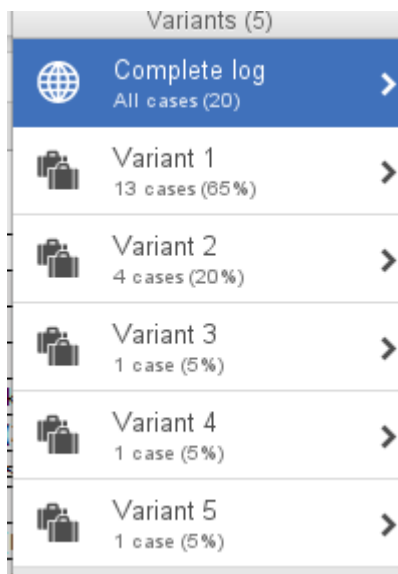 Variants (5)
Complete log
All cases (20)
Variant 1
13 cases (65%)
Variant 2
4 cases (20%)
Variant 3
1 case (5%)
Variant 4
1 case (5%)
Variant 5
1 case (5%)